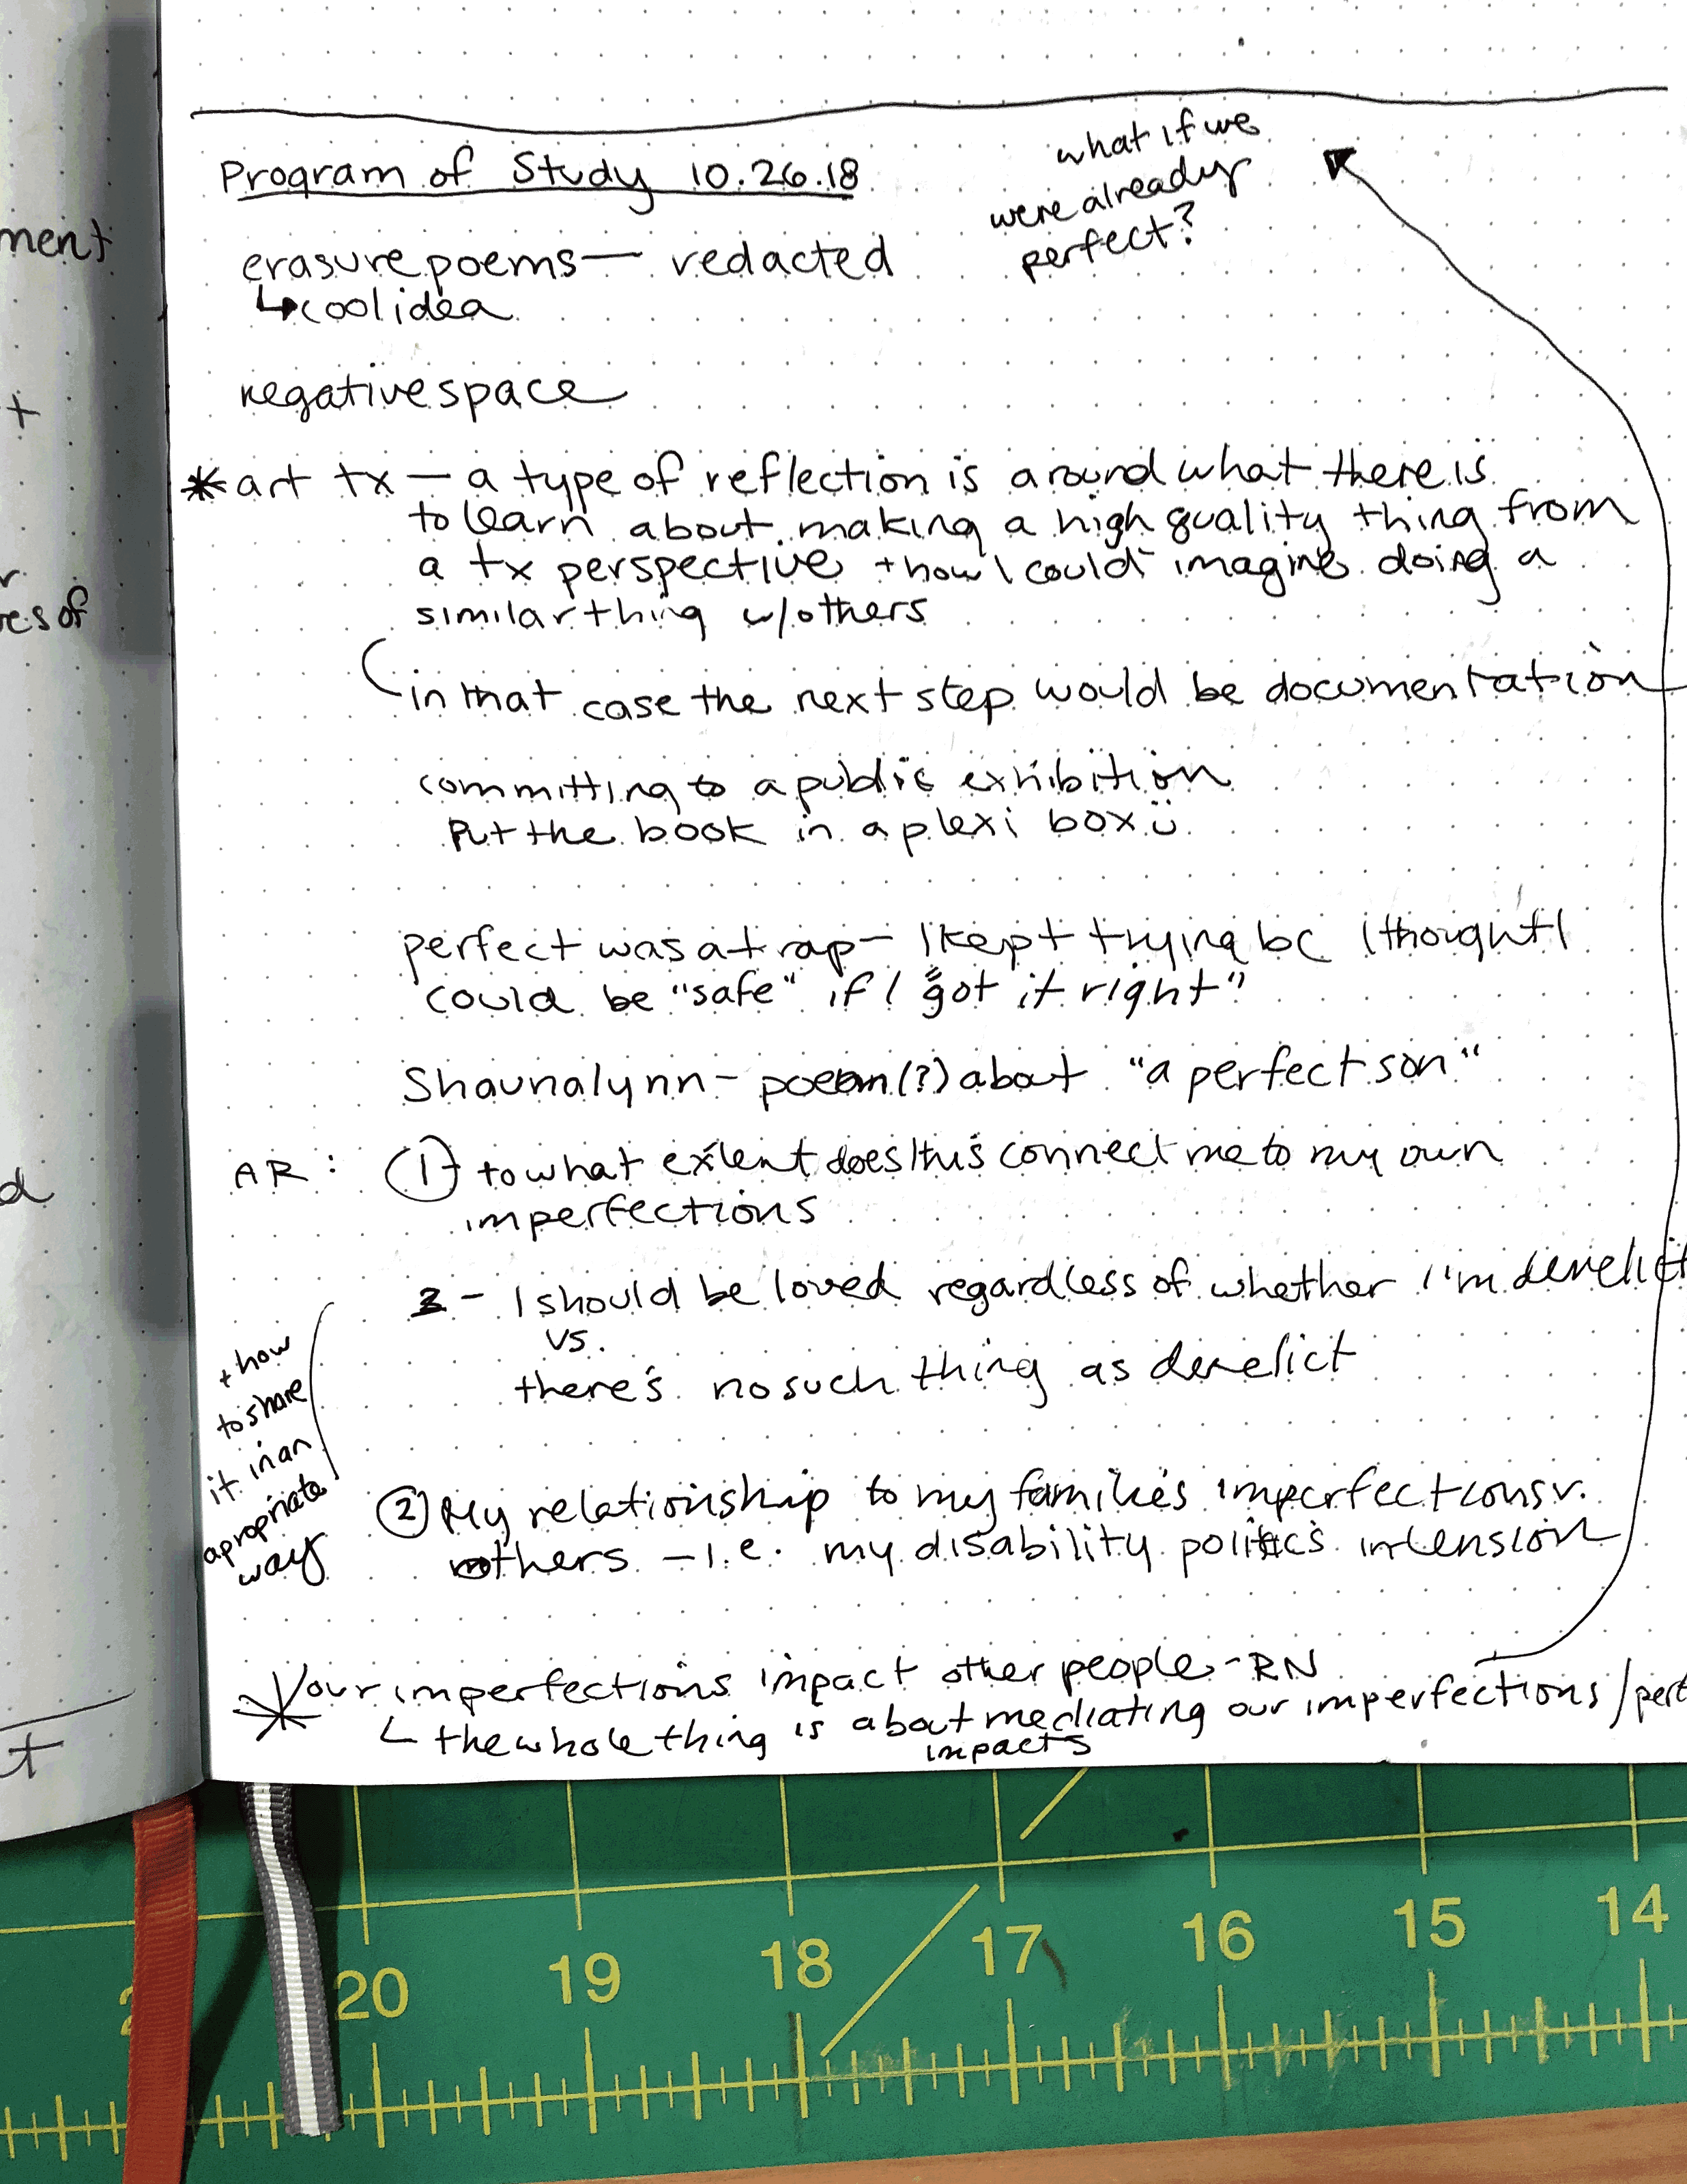 Program of Study 10.26.18
what if we
were already
perfect?
erasure poems — redacted
↳ cool idea
negative space
* art tx — a type of reflection is around what there is
to learn about making a high quality thing from
a tx perspective + how I could imagine doing a
similar thing w/others
in that case the next step would be documentation
committing to a public exhibition
put the book in a plexi box ü
perfect was a trap — I kept trying bc I thought I
could be "safe" if I "got it right"
Shaunalynn — poem (?) about "a perfect son"
AR: ① to what extent does this connect me to my own
imperfections
2 - I should be loved regardless of whether I'm derelict
vs.
there's no such thing as derelict
+ how
to share
it in an
apropriate
way
② My relationship to my families imperfections v.
others — i.e. my disability politics in tension
* our imperfections impact other people - RN
↳ the whole thing is about mediating our imperfections/perf
impacts
ment
+
r
es of
d
t
20 19 18 17 16 15 14